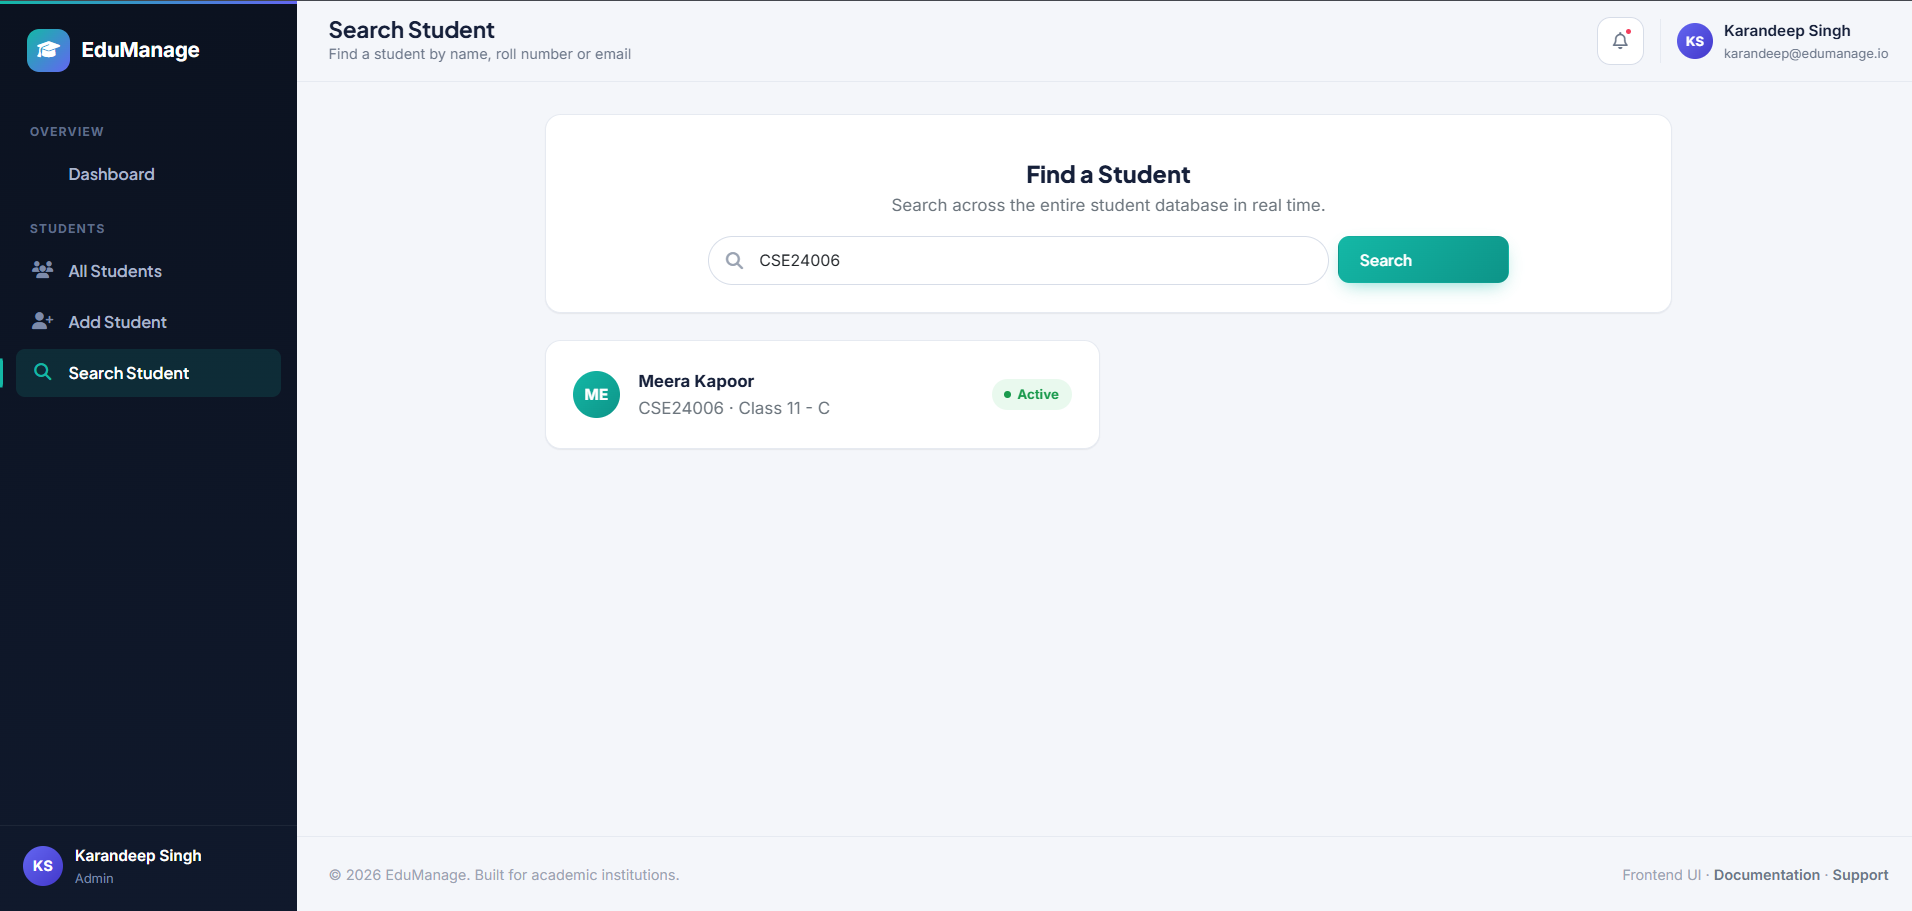 EduManage
OVERVIEW
Dashboard
STUDENTS
All Students
Add Student
Search Student
KS
Karandeep Singh
Admin
Search Student
Find a student by name, roll number or email
KS
Karandeep Singh
karandeep@edumanage.io
Find a Student
Search across the entire student database in real time.
CSE24006
Search
ME
Meera Kapoor
CSE24006 · Class 11 - C
Active
© 2026 EduManage. Built for academic institutions.
Frontend UI · Documentation · Support